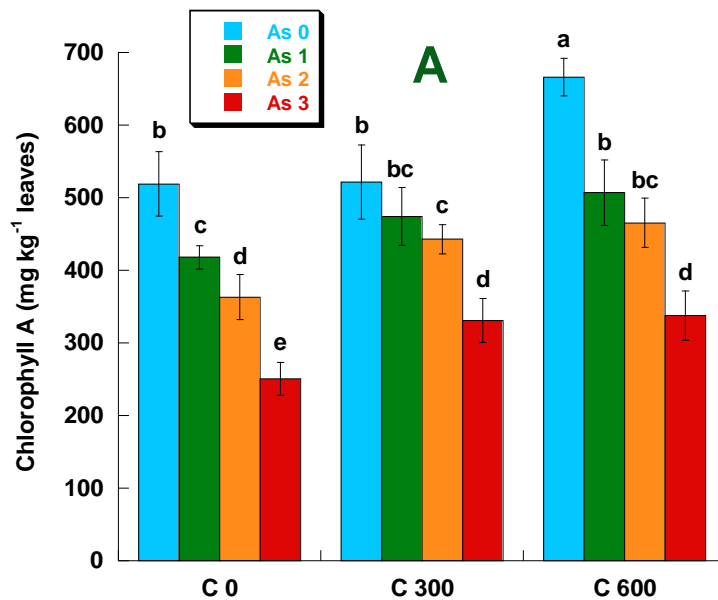 As 0
As 1
As 2
As 3
A
Chlorophyll A (mg kg⁻¹ leaves)
700
600
500
400
300
200
100
0
b
c
d
e
b
bc
c
d
a
b
bc
d
C 0
C 300
C 600